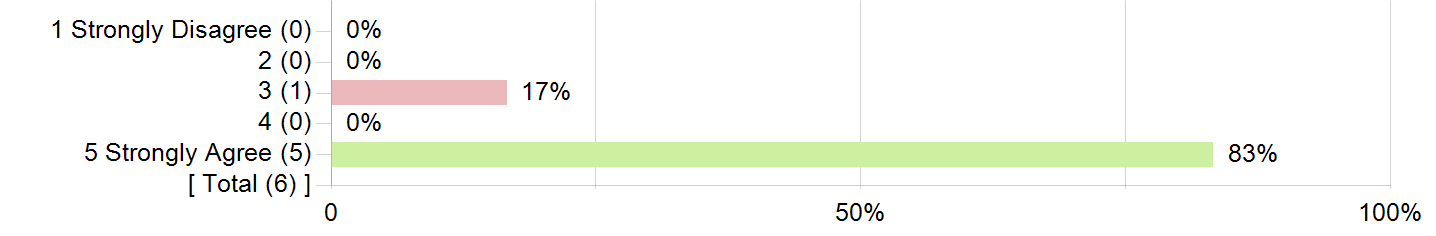 1 Strongly Disagree (0) 0%
2 (0) 0%
3 (1) 17%
4 (0) 0%
5 Strongly Agree (5) 83%
[ Total (6) ]
0 50% 100%